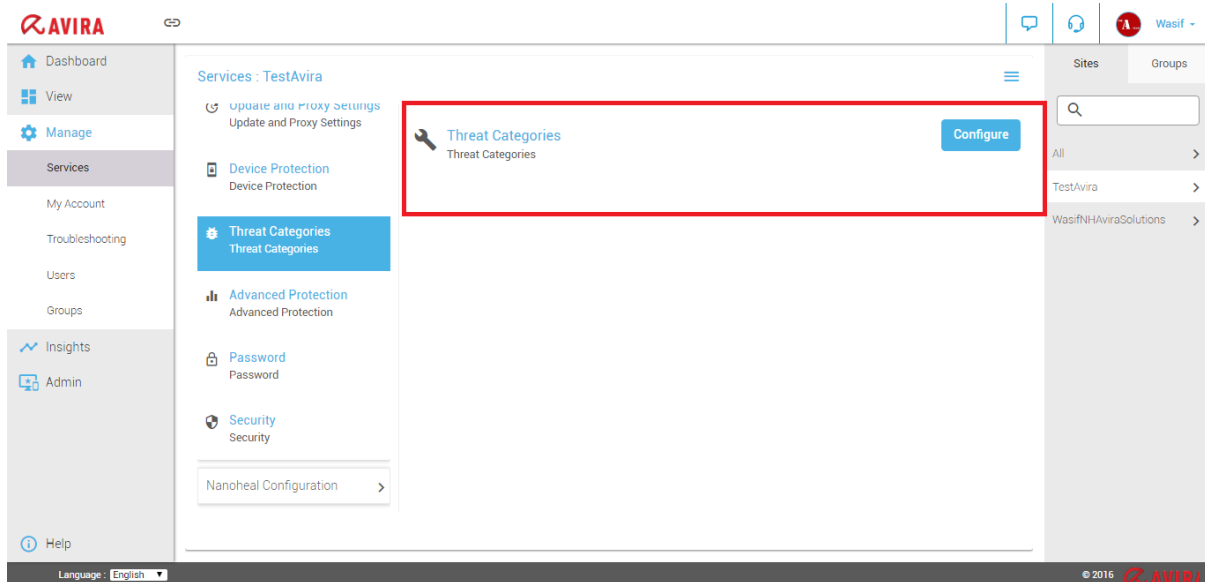 AVIRA
Wasif
Dashboard
View
Manage
Services
My Account
Troubleshooting
Users
Groups
Insights
Admin
Help
Language : English
Services : TestAvira
Update and Proxy Settings
Update and Proxy Settings
Device Protection
Device Protection
Threat Categories
Threat Categories
Advanced Protection
Advanced Protection
Password
Password
Security
Security
Nanoheal Configuration
Threat Categories
Threat Categories
Configure
Sites Groups
All
TestAvira
WasifNHAviraSolutions
© 2016 AVIRA